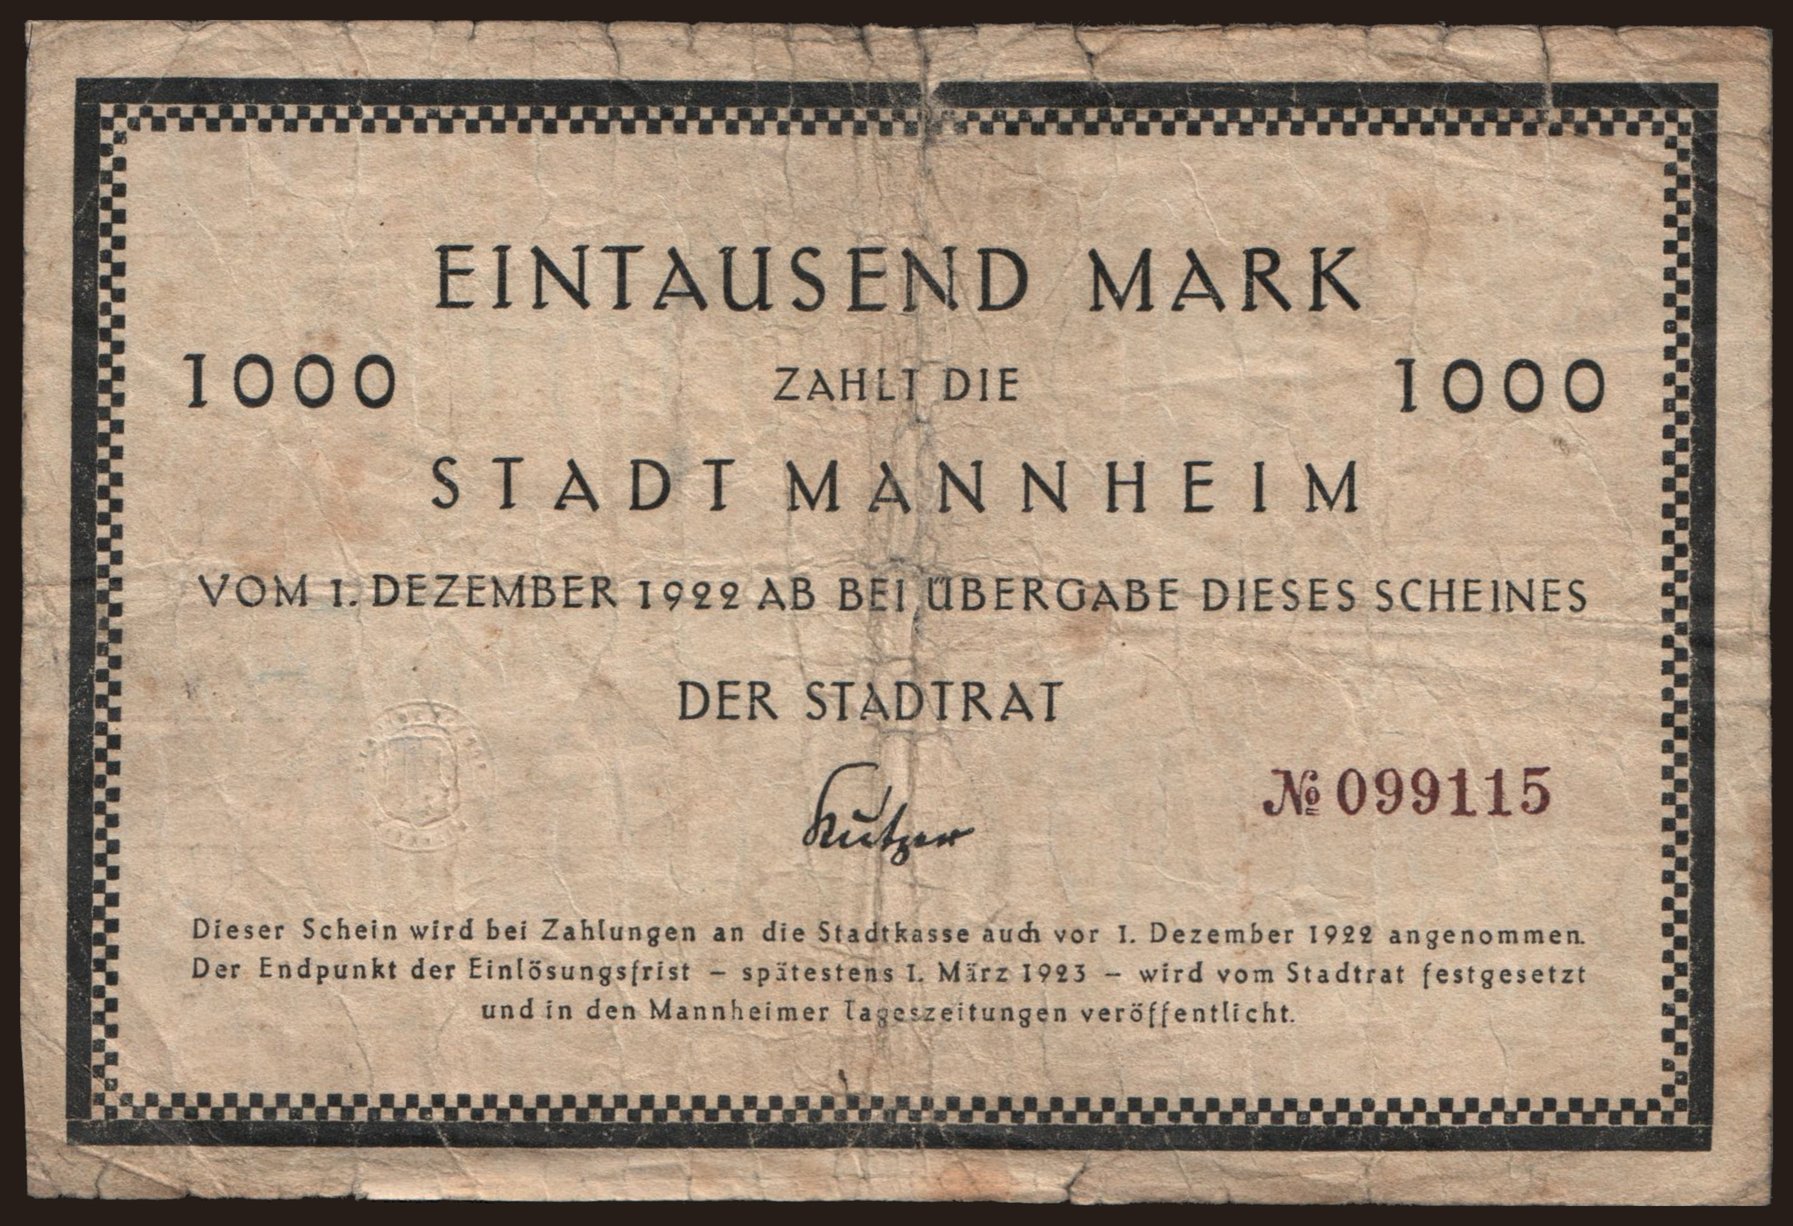 EINTAUSEND MARK
1000 ZAHLT DIE 1000
STADT MANNHEIM
VOM 1. DEZEMBER 1922 AB BEI ÜBERGABE DIESES SCHEINES
DER STADTRAT
Kutzer
№ 099115
Dieser Schein wird bei Zahlungen an die Stadtkasse auch vor 1. Dezember 1922 angenommen.
Der Endpunkt der Einlösungsfrist – spätestens 1. März 1923 – wird vom Stadtrat festgesetzt
und in den Mannheimer Tageszeitungen veröffentlicht.